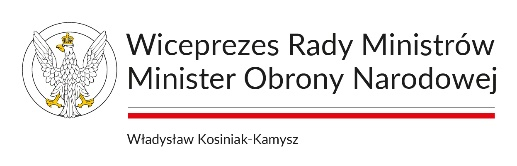 Wiceprezes Rady Ministrów
Minister Obrony Narodowej
Władysław Kosiniak-Kamysz